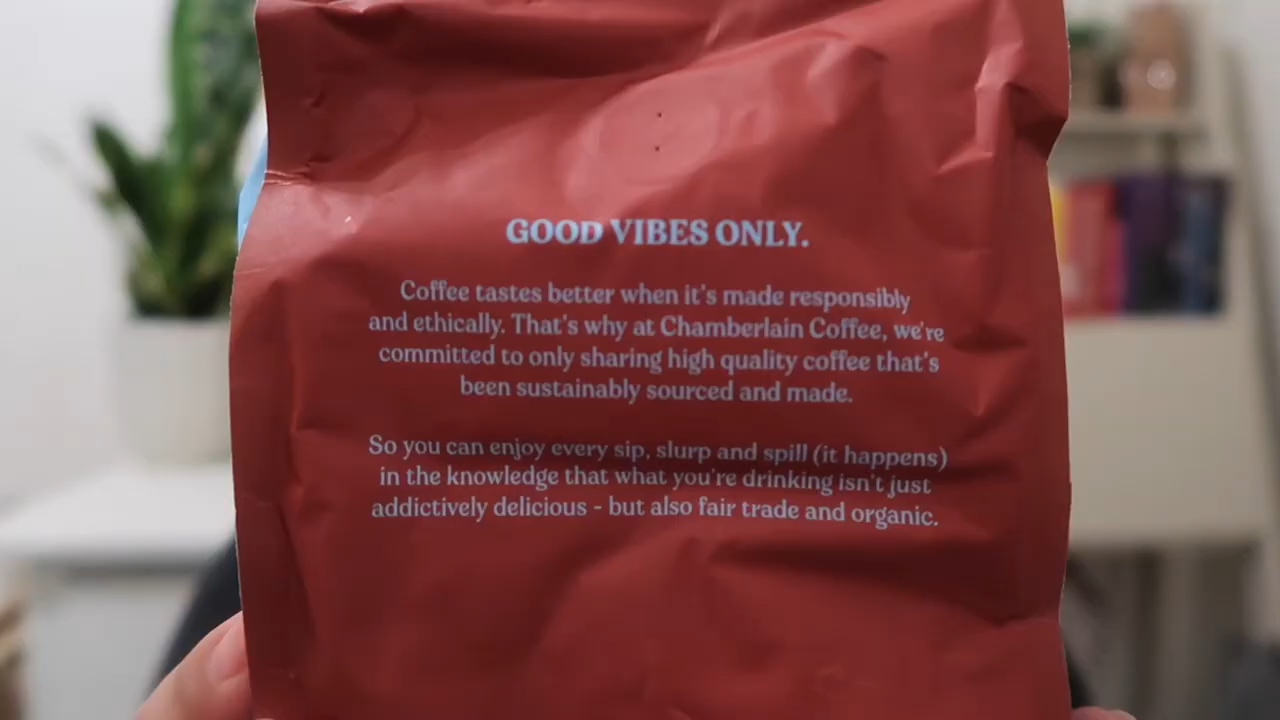 GOOD VIBES ONLY.
Coffee tastes better when it's made responsibly
and ethically. That's why at Chamberlain Coffee, we're
committed to only sharing high quality coffee that's
been sustainably sourced and made.
So you can enjoy every sip, slurp and spill (it happens)
in the knowledge that what you're drinking isn't just
addictively delicious - but also fair trade and organic.